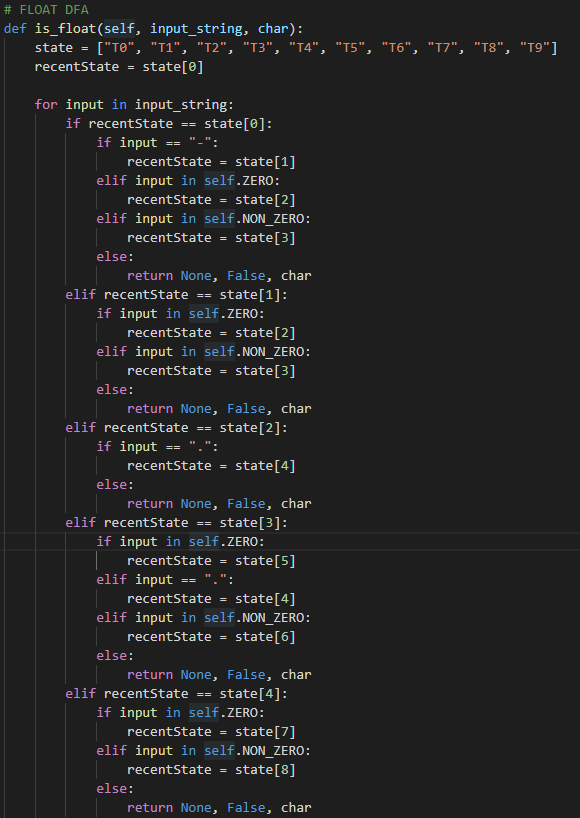 # FLOAT DFA
def is_float(self, input_string, char):
    state = ["T0", "T1", "T2", "T3", "T4", "T5", "T6", "T7", "T8", "T9"]
    recentState = state[0]

    for input in input_string:
        if recentState == state[0]:
            if input == "-":
                recentState = state[1]
            elif input in self.ZERO:
                recentState = state[2]
            elif input in self.NON_ZERO:
                recentState = state[3]
            else:
                return None, False, char
        elif recentState == state[1]:
            if input in self.ZERO:
                recentState = state[2]
            elif input in self.NON_ZERO:
                recentState = state[3]
            else:
                return None, False, char
        elif recentState == state[2]:
            if input == ".":
                recentState = state[4]
            else:
                return None, False, char
        elif recentState == state[3]:
            if input in self.ZERO:
                recentState = state[5]
            elif input == ".":
                recentState = state[4]
            elif input in self.NON_ZERO:
                recentState = state[6]
            else:
                return None, False, char
        elif recentState == state[4]:
            if input in self.ZERO:
                recentState = state[7]
            elif input in self.NON_ZERO:
                recentState = state[8]
            else:
                return None, False, char